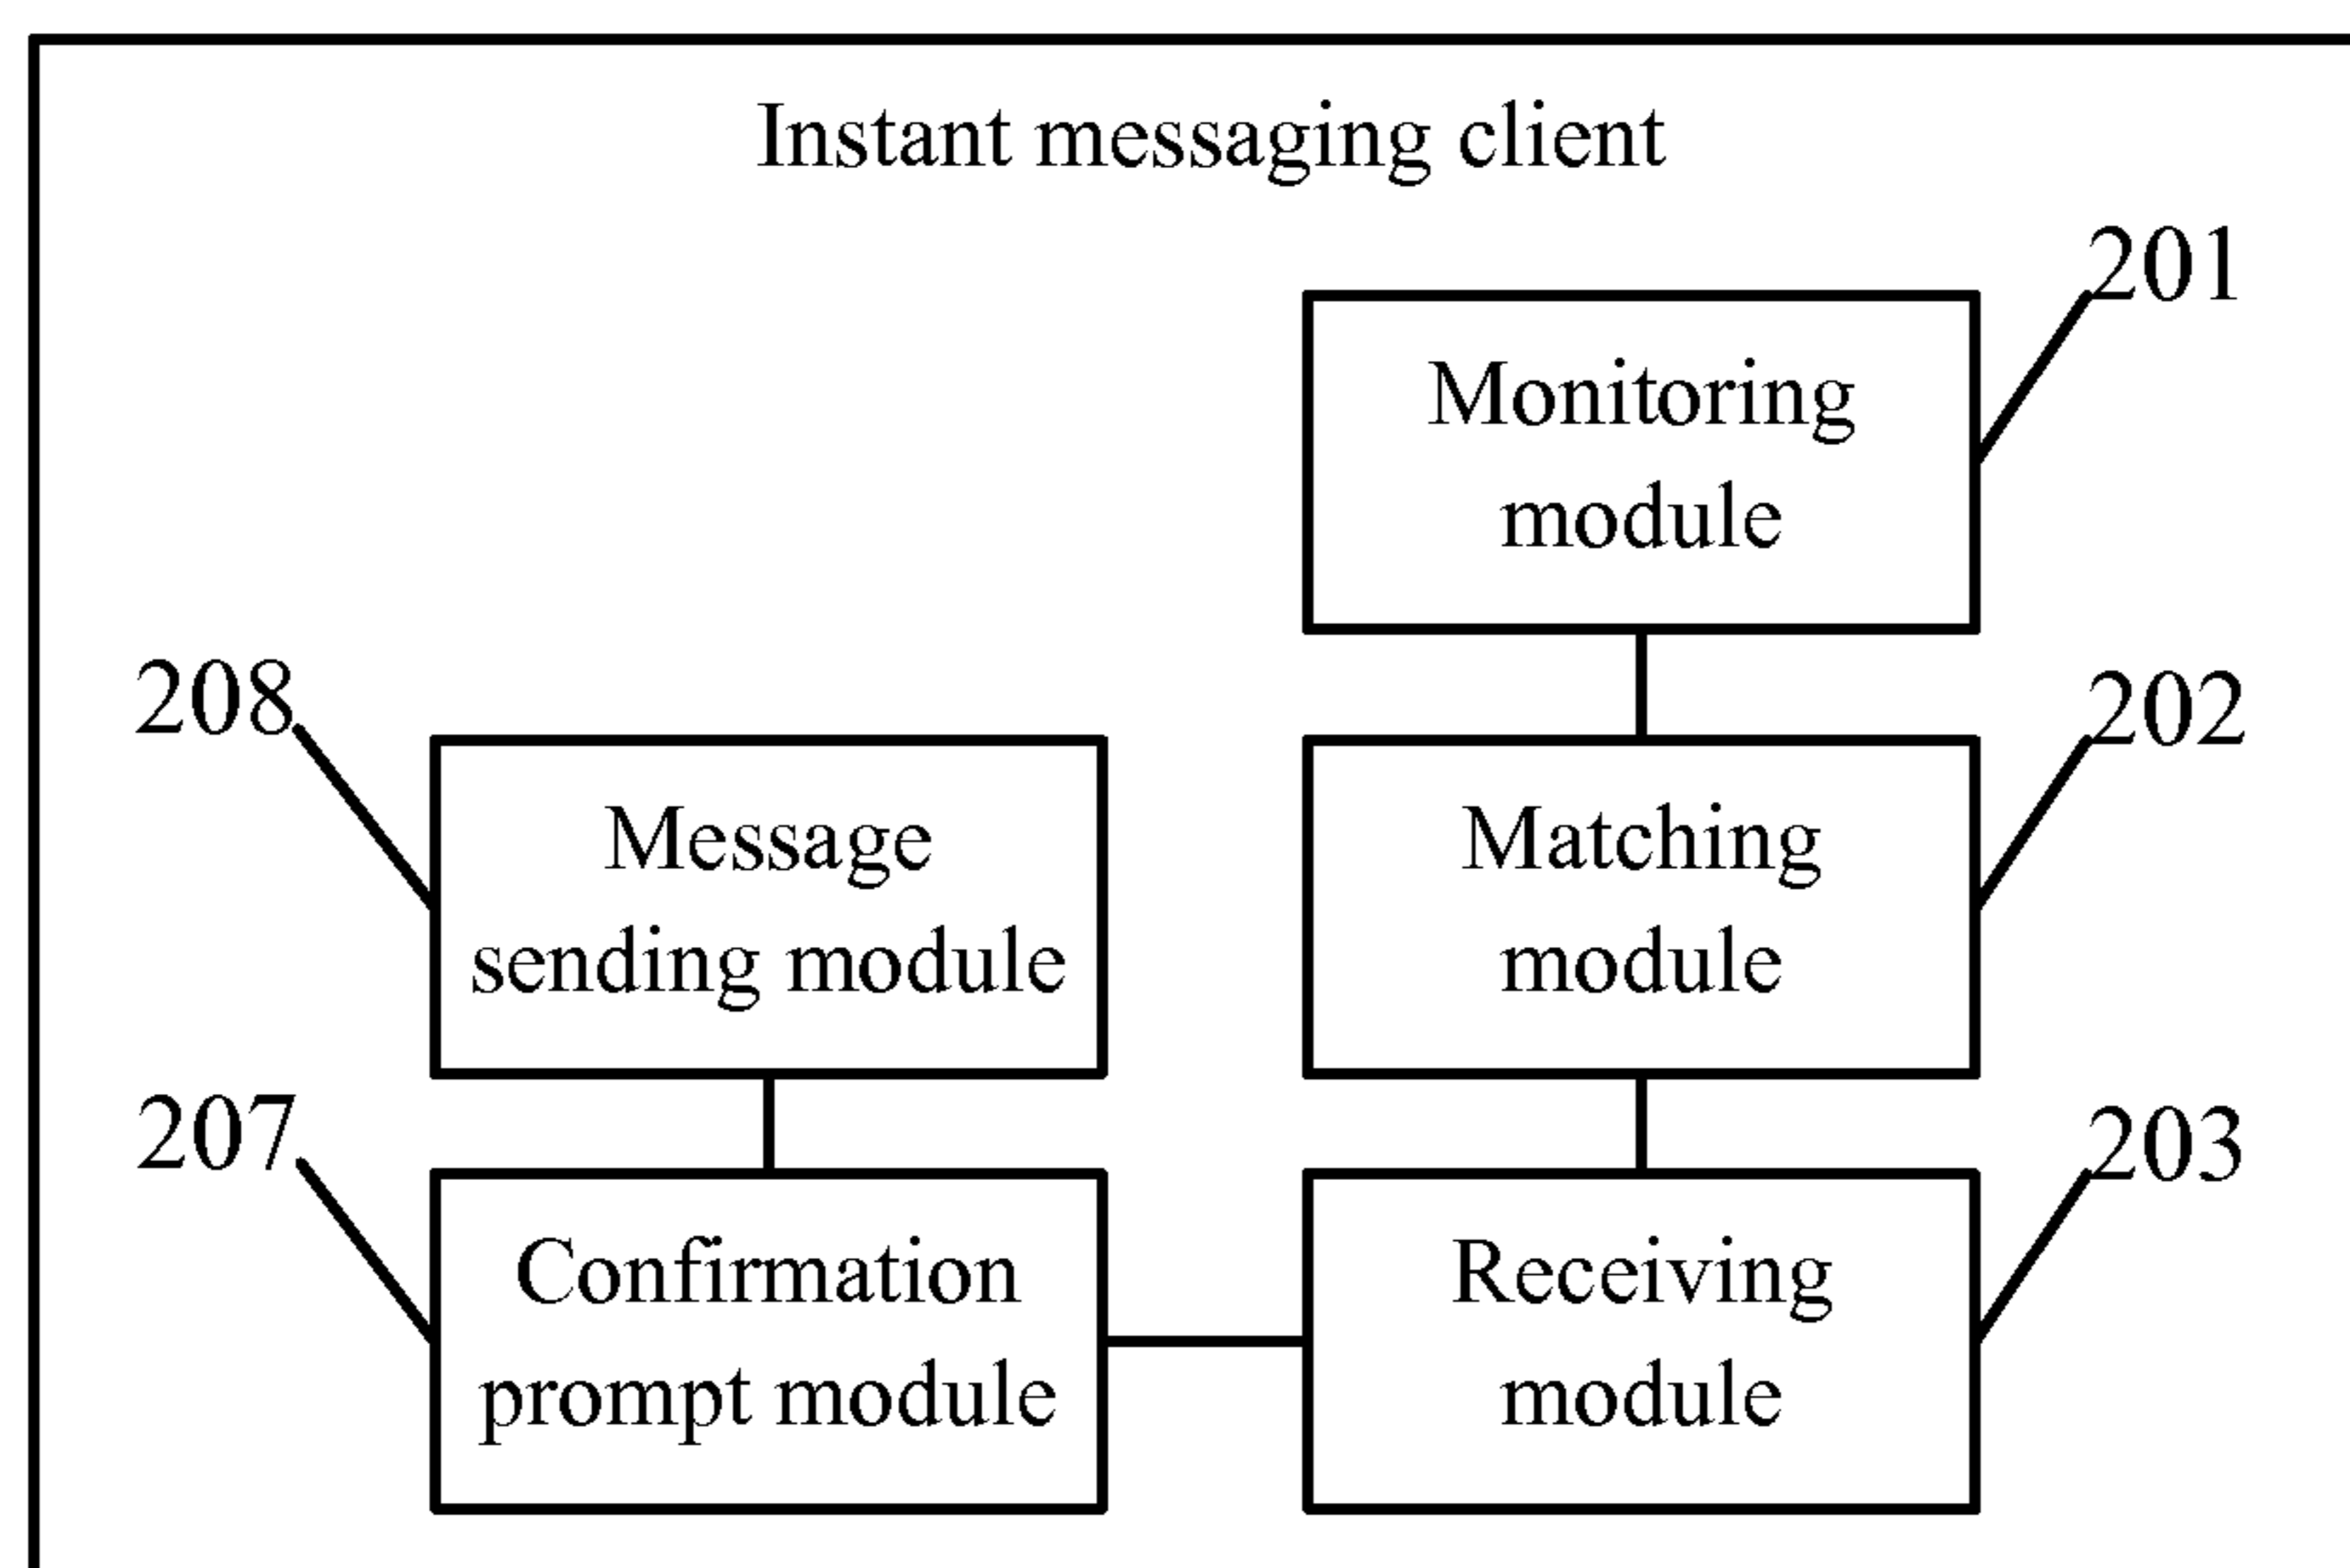 Instant messaging client
201
Monitoring
module
208
202
Message
sending module
Matching
module
207
203
Confirmation
prompt module
Receiving
module